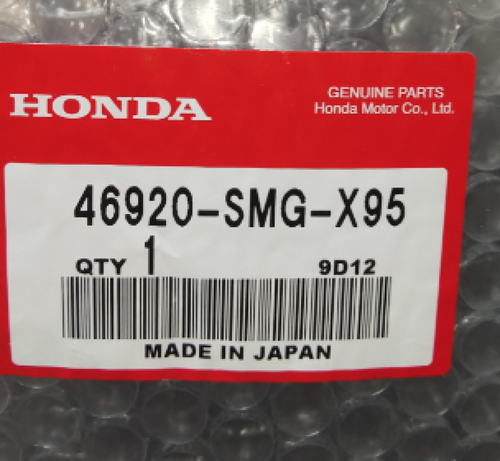 HONDA
GENUINE PARTS
Honda Motor Co., Ltd.
46920-SMG-X95
QTY 1
9D12
MADE IN JAPAN